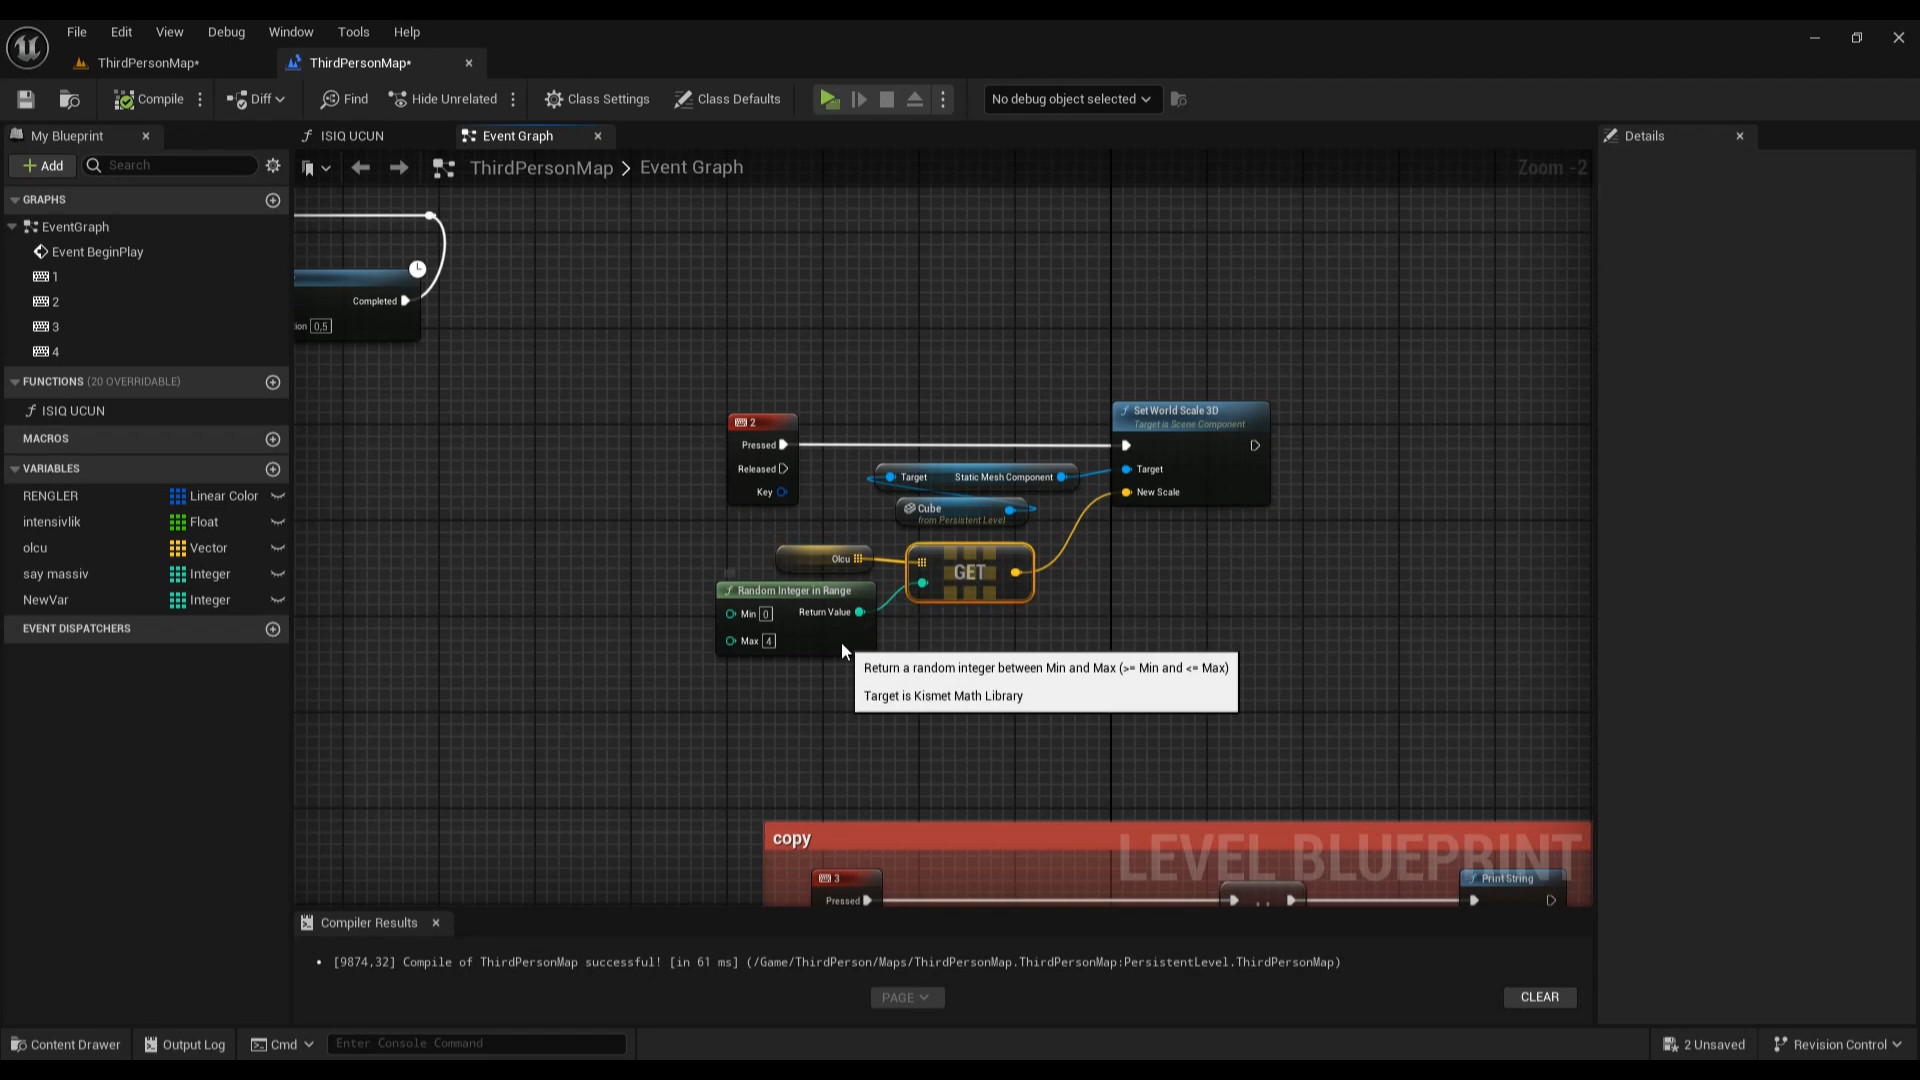 File Edit View Debug Window Tools Help
ThirdPersonMap* ThirdPersonMap*
Compile Diff Find Hide Unrelated Class Settings Class Defaults No debug object selected
My Blueprint ISIQ UCUN Event Graph Details
Add Search ThirdPersonMap > Event Graph Zoom -2
GRAPHS
EventGraph
Event BeginPlay
1
2
3
4
FUNCTIONS (20 OVERRIDABLE)
ISIQ UCUN
MACROS
VARIABLES
RENGLER Linear Color
intensivlik Float
olcu Vector
say massiv Integer
NewVar Integer
EVENT DISPATCHERS
Completed
ion 0,5
2
Pressed
Released
Key
Set World Scale 3D
Target is Scene Component
Target
New Scale
Target Static Mesh Component
Cube
from Persistent Level
Olcu
GET
Random Integer in Range
Min 0 Return Value
Max 4
Return a random integer between Min and Max (>= Min and <= Max)
Target is Kismet Math Library
copy
LEVEL BLUEPRINT
3
Pressed
Print String
Compiler Results
[9874,32] Compile of ThirdPersonMap successful! [in 61 ms] (/Game/ThirdPerson/Maps/ThirdPersonMap.ThirdPersonMap:PersistentLevel.ThirdPersonMap)
PAGE CLEAR
Content Drawer Output Log Cmd Enter Console Command 2 Unsaved Revision Control